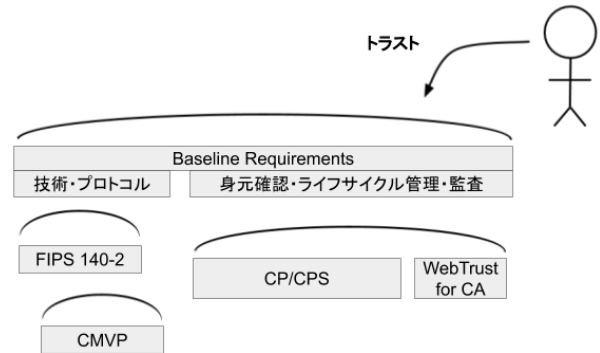 トラスト
Baseline Requirements
技術・プロトコル
身元確認・ライフサイクル管理・監査
FIPS 140-2
CP/CPS
WebTrust
for CA
CMVP